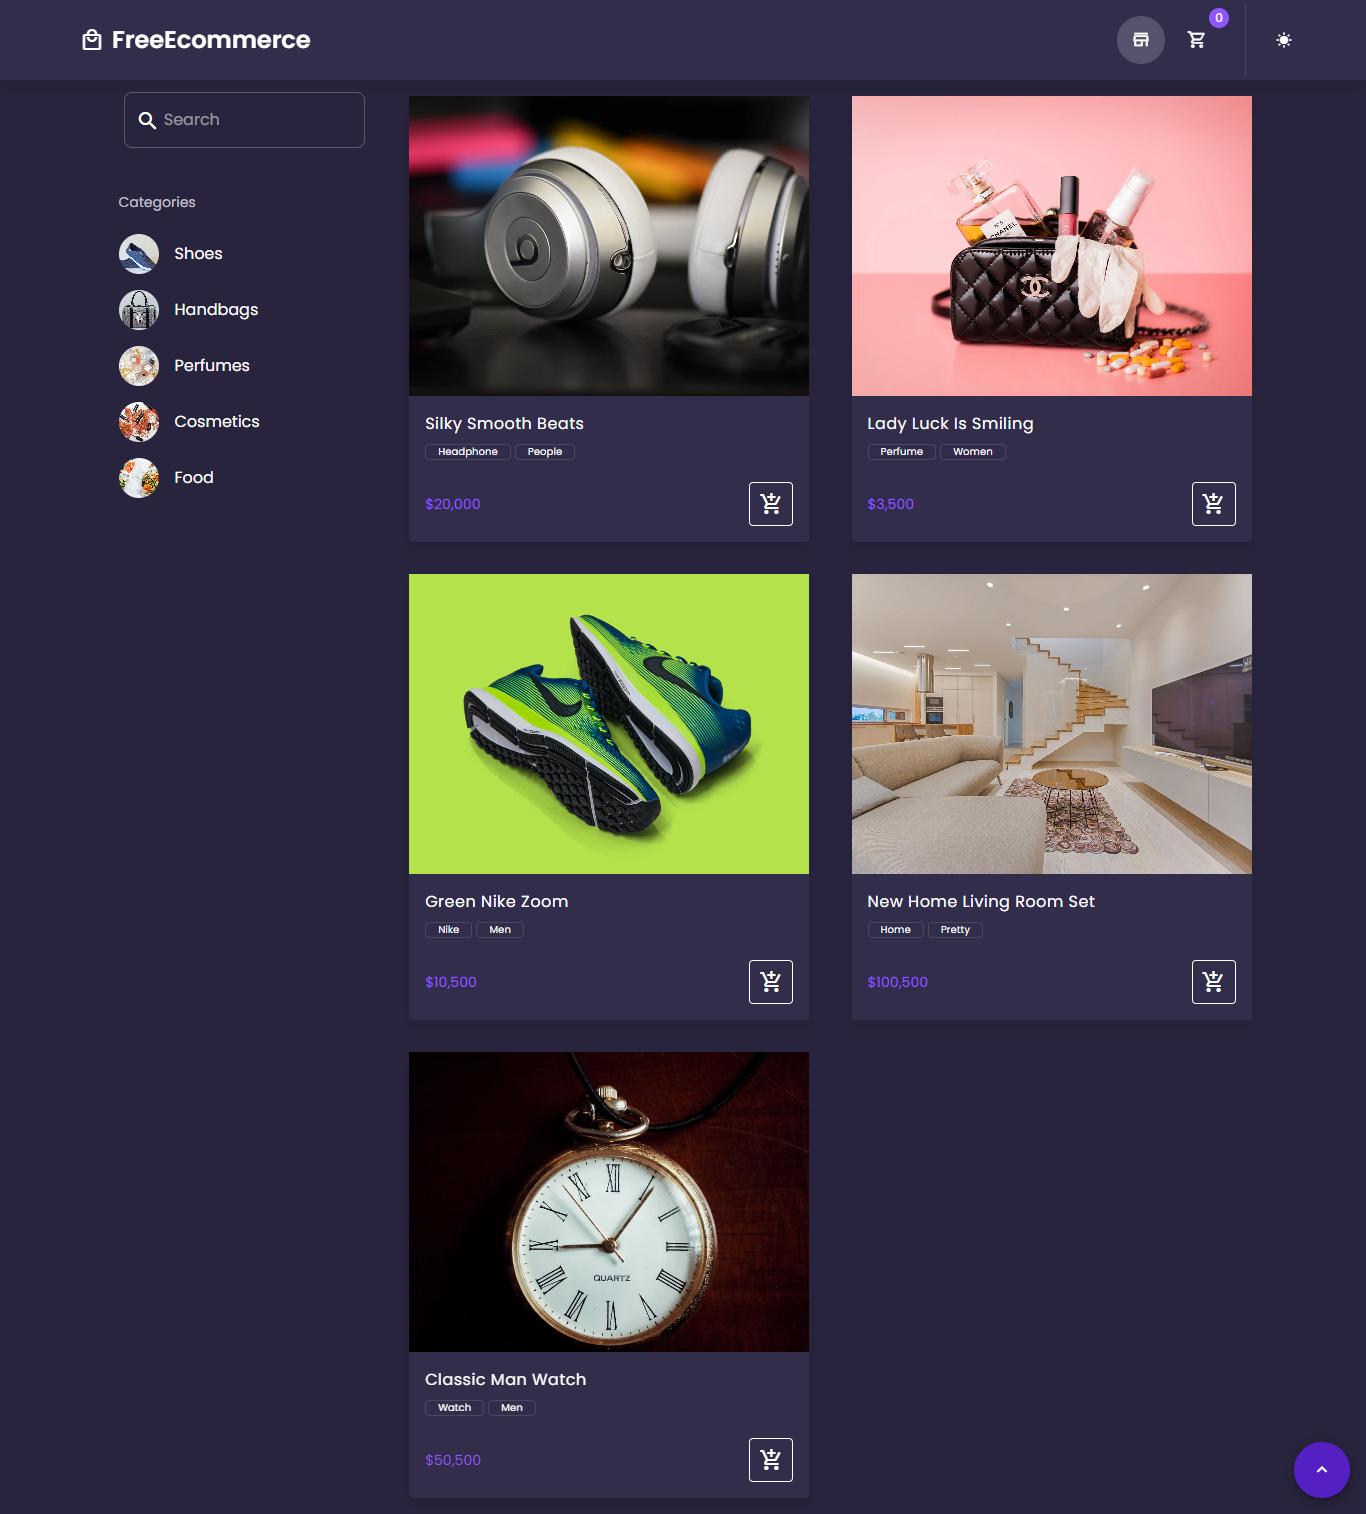 FreeEcommerce
0
Search
Categories
Shoes
Handbags
Perfumes
Cosmetics
Food
N°5
CHANEL
Silky Smooth Beats
Headphone People
$20,000
Lady Luck Is Smiling
Perfume Women
$3,500
Green Nike Zoom
Nike Men
$10,500
New Home Living Room Set
Home Pretty
$100,500
QUARTZ
Classic Man Watch
Watch Men
$50,500